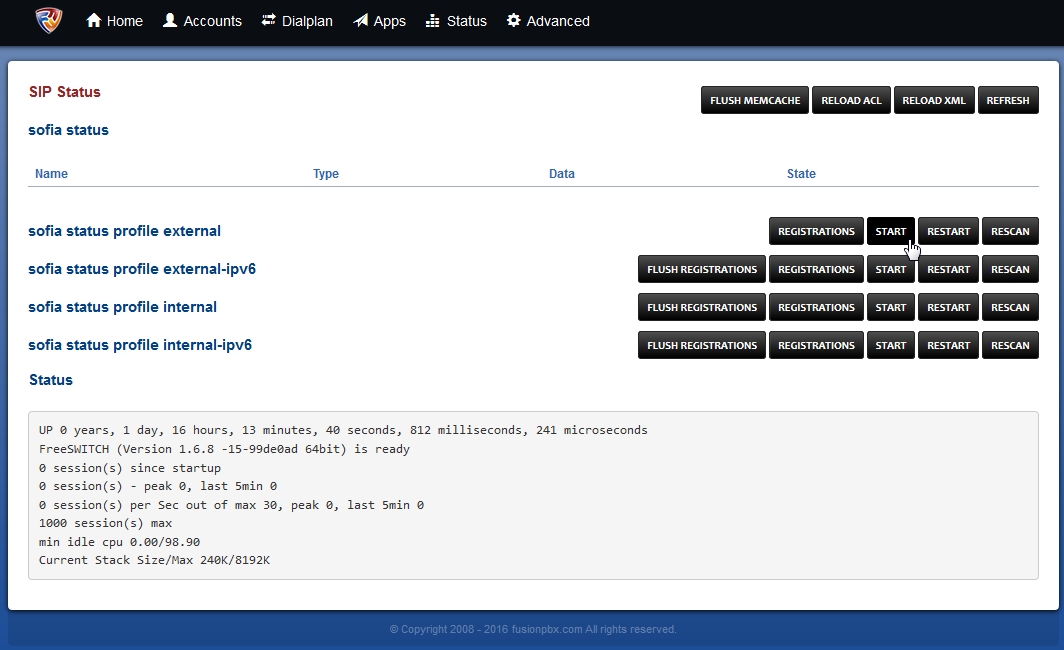 Home Accounts Dialplan Apps Status Advanced
SIP Status
FLUSH MEMCACHE RELOAD ACL RELOAD XML REFRESH
sofia status
Name Type Data State
sofia status profile external REGISTRATIONS START RESTART RESCAN
sofia status profile external-ipv6 FLUSH REGISTRATIONS REGISTRATIONS START RESTART RESCAN
sofia status profile internal FLUSH REGISTRATIONS REGISTRATIONS START RESTART RESCAN
sofia status profile internal-ipv6 FLUSH REGISTRATIONS REGISTRATIONS START RESTART RESCAN
Status
UP 0 years, 1 day, 16 hours, 13 minutes, 40 seconds, 812 milliseconds, 241 microseconds
FreeSWITCH (Version 1.6.8 -15-99de0ad 64bit) is ready
0 session(s) since startup
0 session(s) - peak 0, last 5min 0
0 session(s) per Sec out of max 30, peak 0, last 5min 0
1000 session(s) max
min idle cpu 0.00/98.90
Current Stack Size/Max 240K/8192K
© Copyright 2008 - 2016 fusionpbx.com All rights reserved.